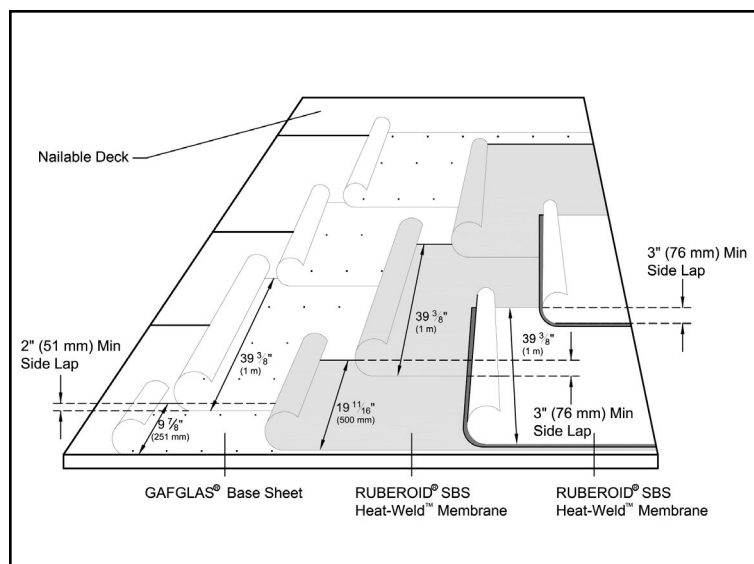 Nailable Deck
3" (76 mm) Min
Side Lap
39 3/8"
(1 m)
39 3/8"
(1 m)
39 3/8"
(1 m)
2" (51 mm) Min
Side Lap
9 7/8"
(251 mm)
19 11/16"
(500 mm)
3" (76 mm) Min
Side Lap
GAFGLAS® Base Sheet
RUBEROID® SBS
Heat-Weld™ Membrane
RUBEROID® SBS
Heat-Weld™ Membrane